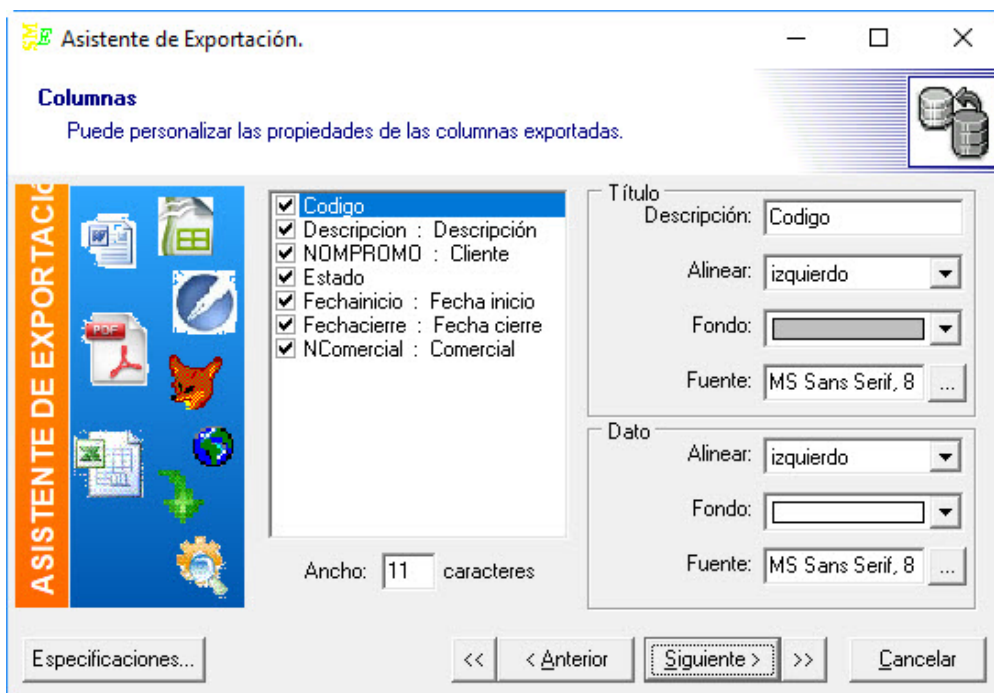 SME Asistente de Exportación.
Columnas
Puede personalizar las propiedades de las columnas exportadas.
ASISTENTE DE EXPORTACIÓ
W
PDF
X
Codigo
Descripcion : Descripción
NOMPROMO : Cliente
Estado
Fechainicio : Fecha inicio
Fechacierre : Fecha cierre
NComercial : Comercial
Ancho: 11 caracteres
Título
Descripción: Codigo
Alinear: izquierdo
Fondo:
Fuente: MS Sans Serif, 8 ...
Dato
Alinear: izquierdo
Fondo:
Fuente: MS Sans Serif, 8 ...
Especificaciones... << < Anterior Siguiente > >> Cancelar